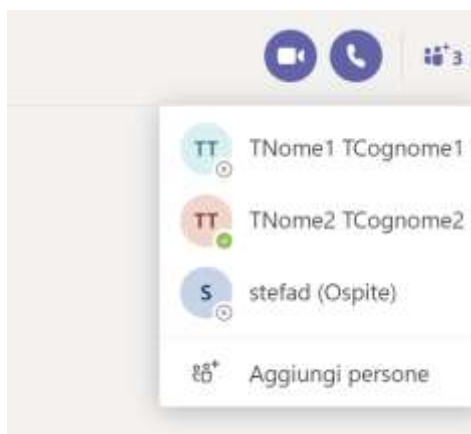 3
TT TNome1 TCognome1
TT TNome2 TCognome2
S stefad (Ospite)
Aggiungi persone